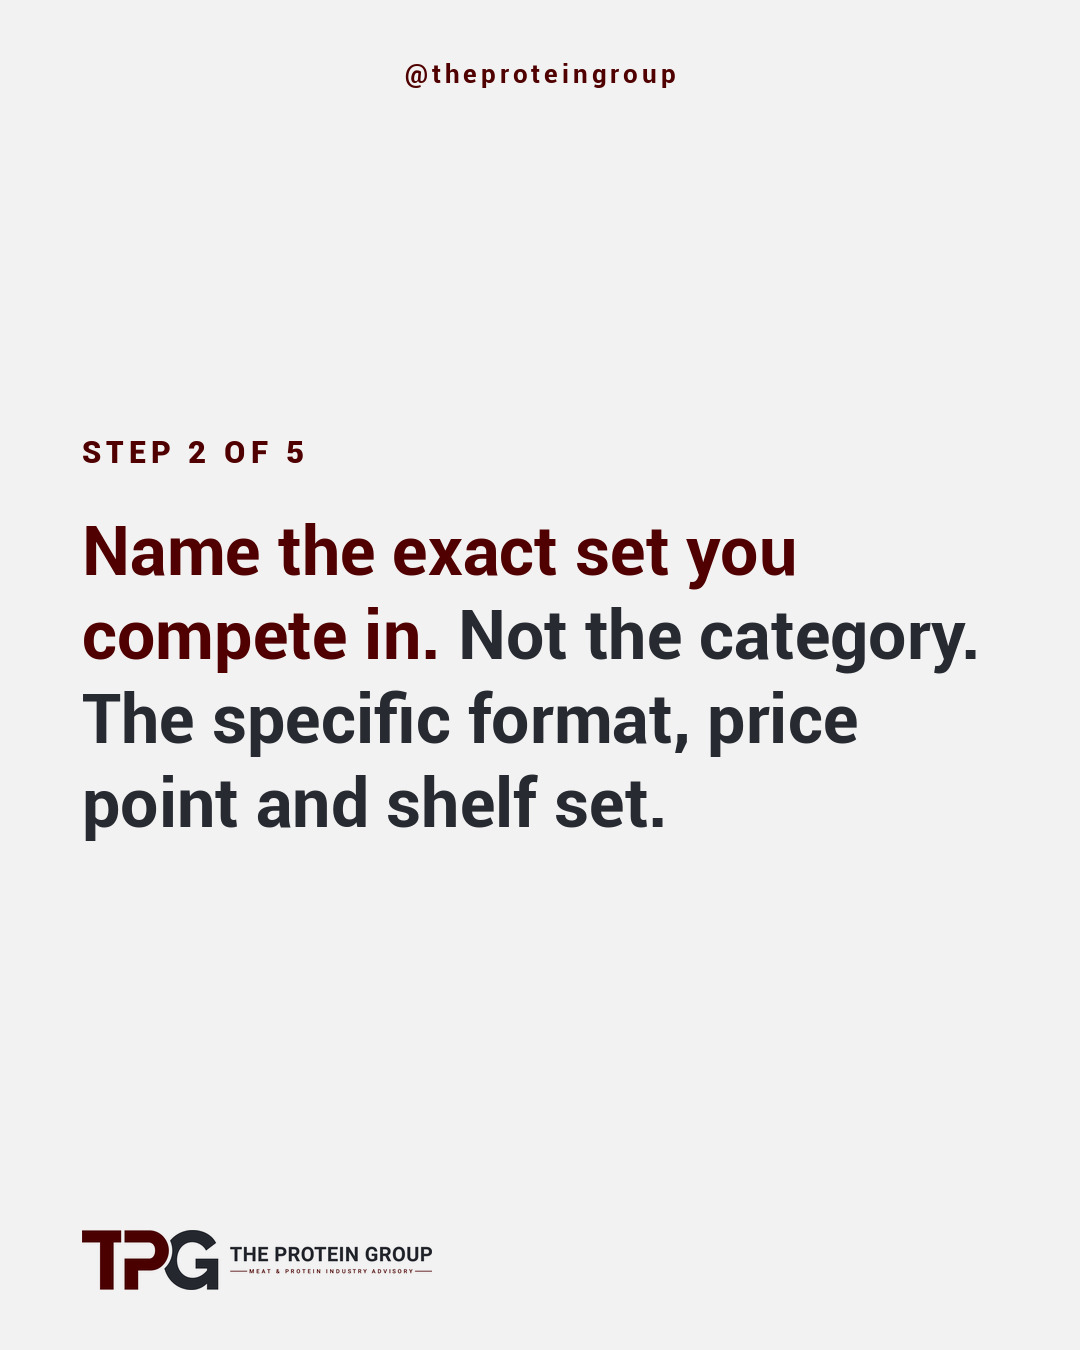 @theproteingroup
STEP 2 OF 5
Name the exact set you
compete in. Not the category.
The specific format, price
point and shelf set.
TPG
THE PROTEIN GROUP
MEAT & PROTEIN INDUSTRY ADVISORY